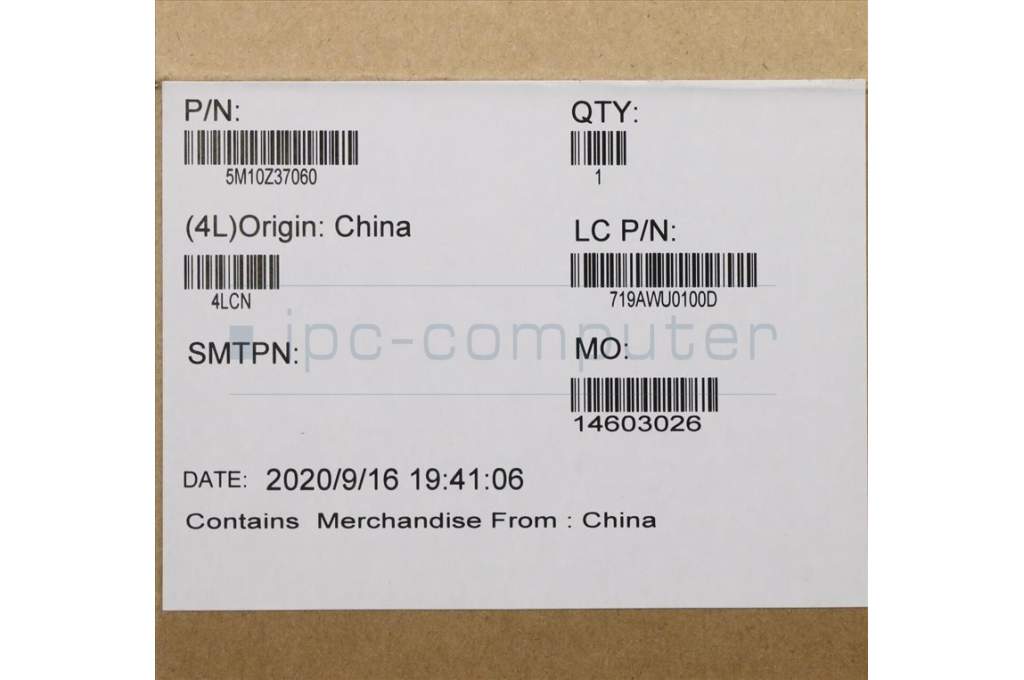 P/N:
5M10Z37060
QTY:
1
(4L)Origin: China
4LCN
LC P/N:
719AWU0100D
ipc-computer
SMTPN:
MO:
14603026
DATE: 2020/9/16 19:41:06
Contains Merchandise From : China